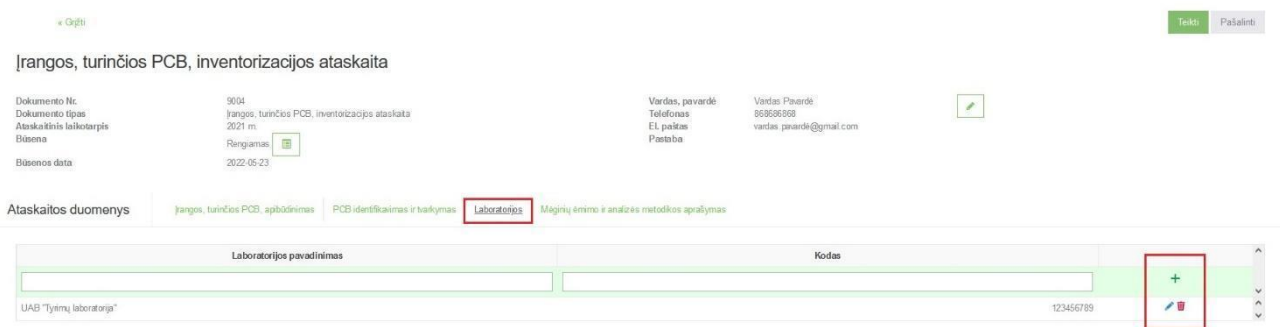 « Grįžti
Teikti Pašalinti
Įrangos, turinčios PCB, inventorizacijos ataskaita
Dokumento Nr. 9004 Vardas, pavardė Vardas Pavardė
Dokumento tipas Įrangos, turinčios PCB, inventorizacijos ataskaita Telefonas 868686868
Ataskaitinis laikotarpis 2021 m. El. paštas vardas.pavardė@gmail.com
Būsena Rengiamas Pastaba
Būsenos data 2022-05-23
Ataskaitos duomenys Įrangos, turinčios PCB, apibūdinimas PCB identifikavimas ir tvarkymas Laboratorijos Mėginių ėmimo ir analizės metodikos aprašymas
Laboratorijos pavadinimas Kodas
UAB "Tyrimų laboratorija" 123456789